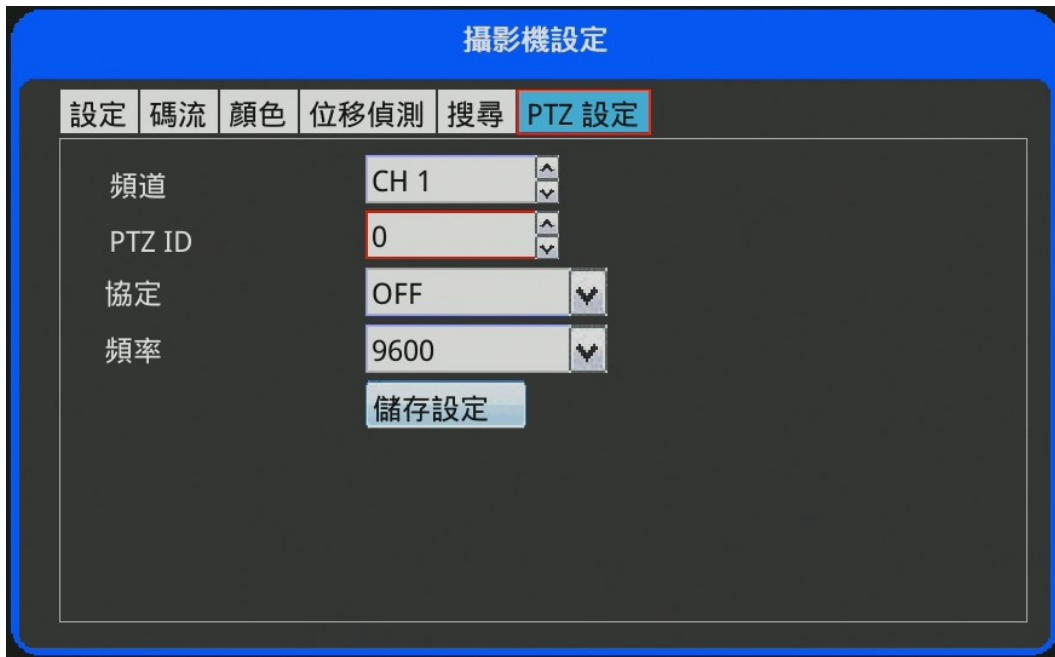 攝影機設定
設定 碼流 顏色 位移偵測 搜尋 PTZ 設定
頻道 CH 1
PTZ ID 0
協定 OFF
頻率 9600
儲存設定